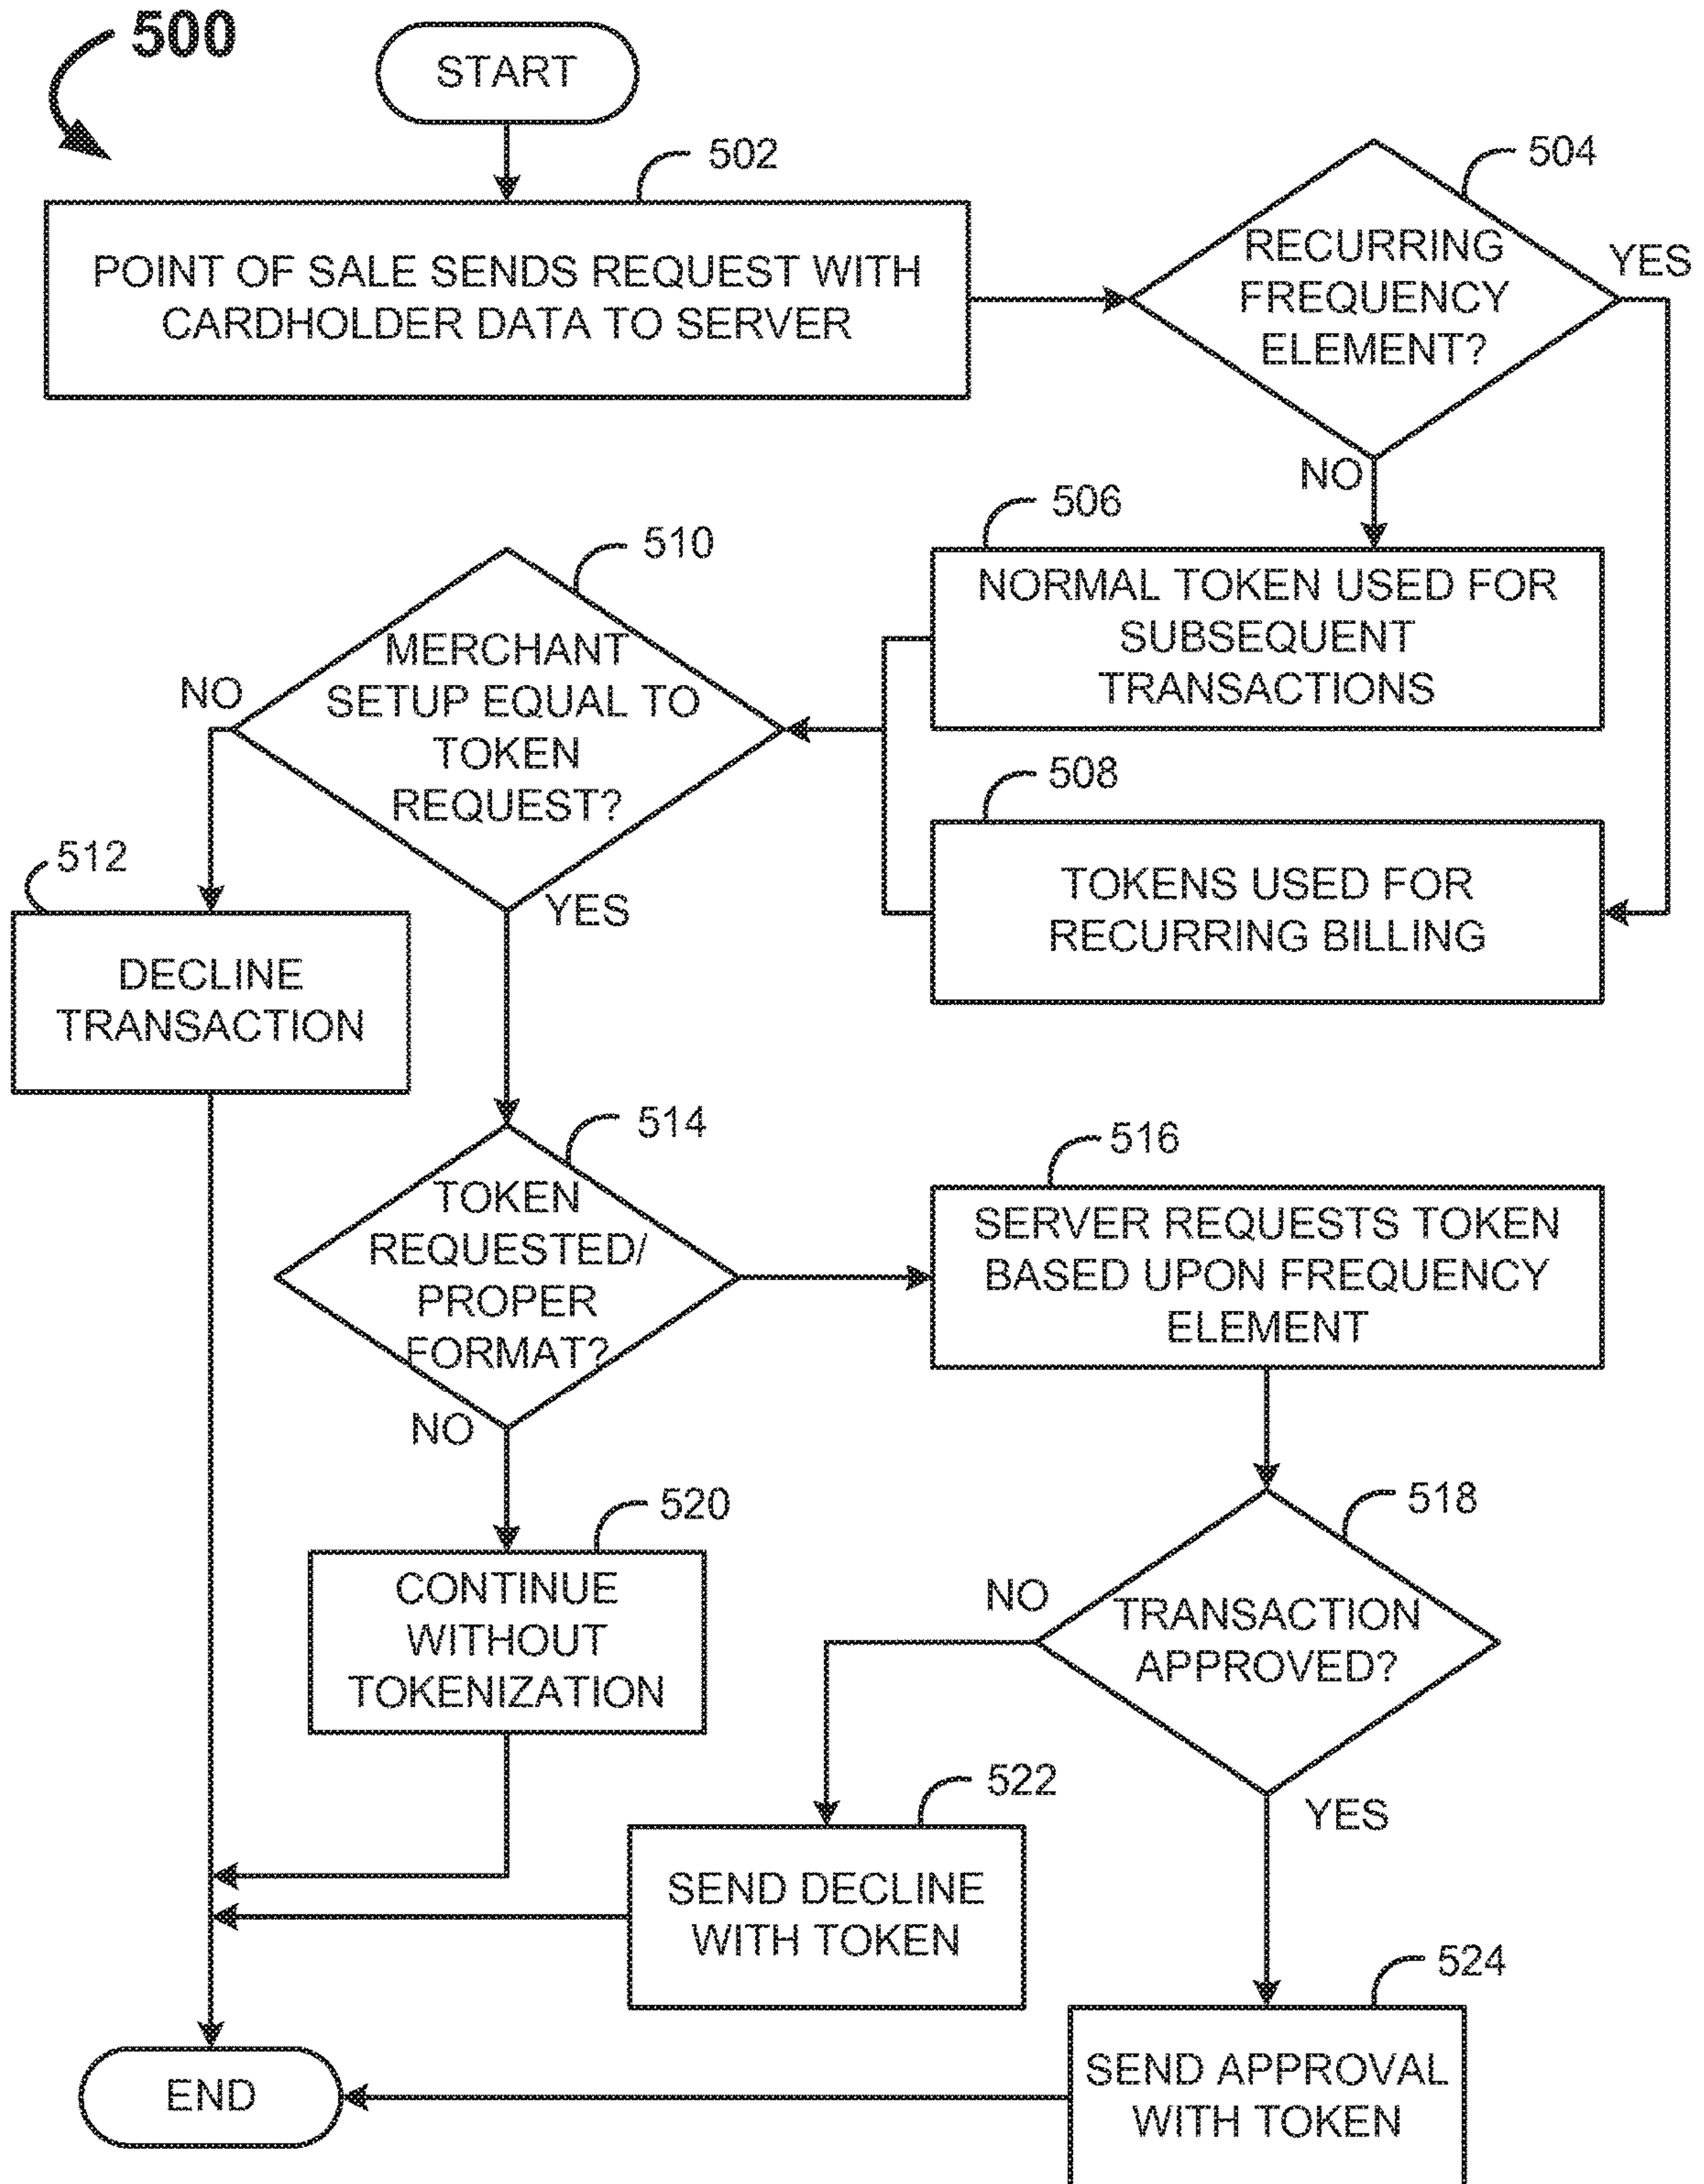 500
START
502
POINT OF SALE SENDS REQUEST WITH
CARDHOLDER DATA TO SERVER
504
RECURRING
FREQUENCY
ELEMENT?
YES
NO
506
NORMAL TOKEN USED FOR
SUBSEQUENT
TRANSACTIONS
508
TOKENS USED FOR
RECURRING BILLING
510
MERCHANT
SETUP EQUAL TO
TOKEN
REQUEST?
NO
YES
512
DECLINE
TRANSACTION
514
TOKEN
REQUESTED/
PROPER
FORMAT?
NO
516
SERVER REQUESTS TOKEN
BASED UPON FREQUENCY
ELEMENT
518
TRANSACTION
APPROVED?
NO
YES
520
CONTINUE
WITHOUT
TOKENIZATION
522
SEND DECLINE
WITH TOKEN
524
SEND APPROVAL
WITH TOKEN
END